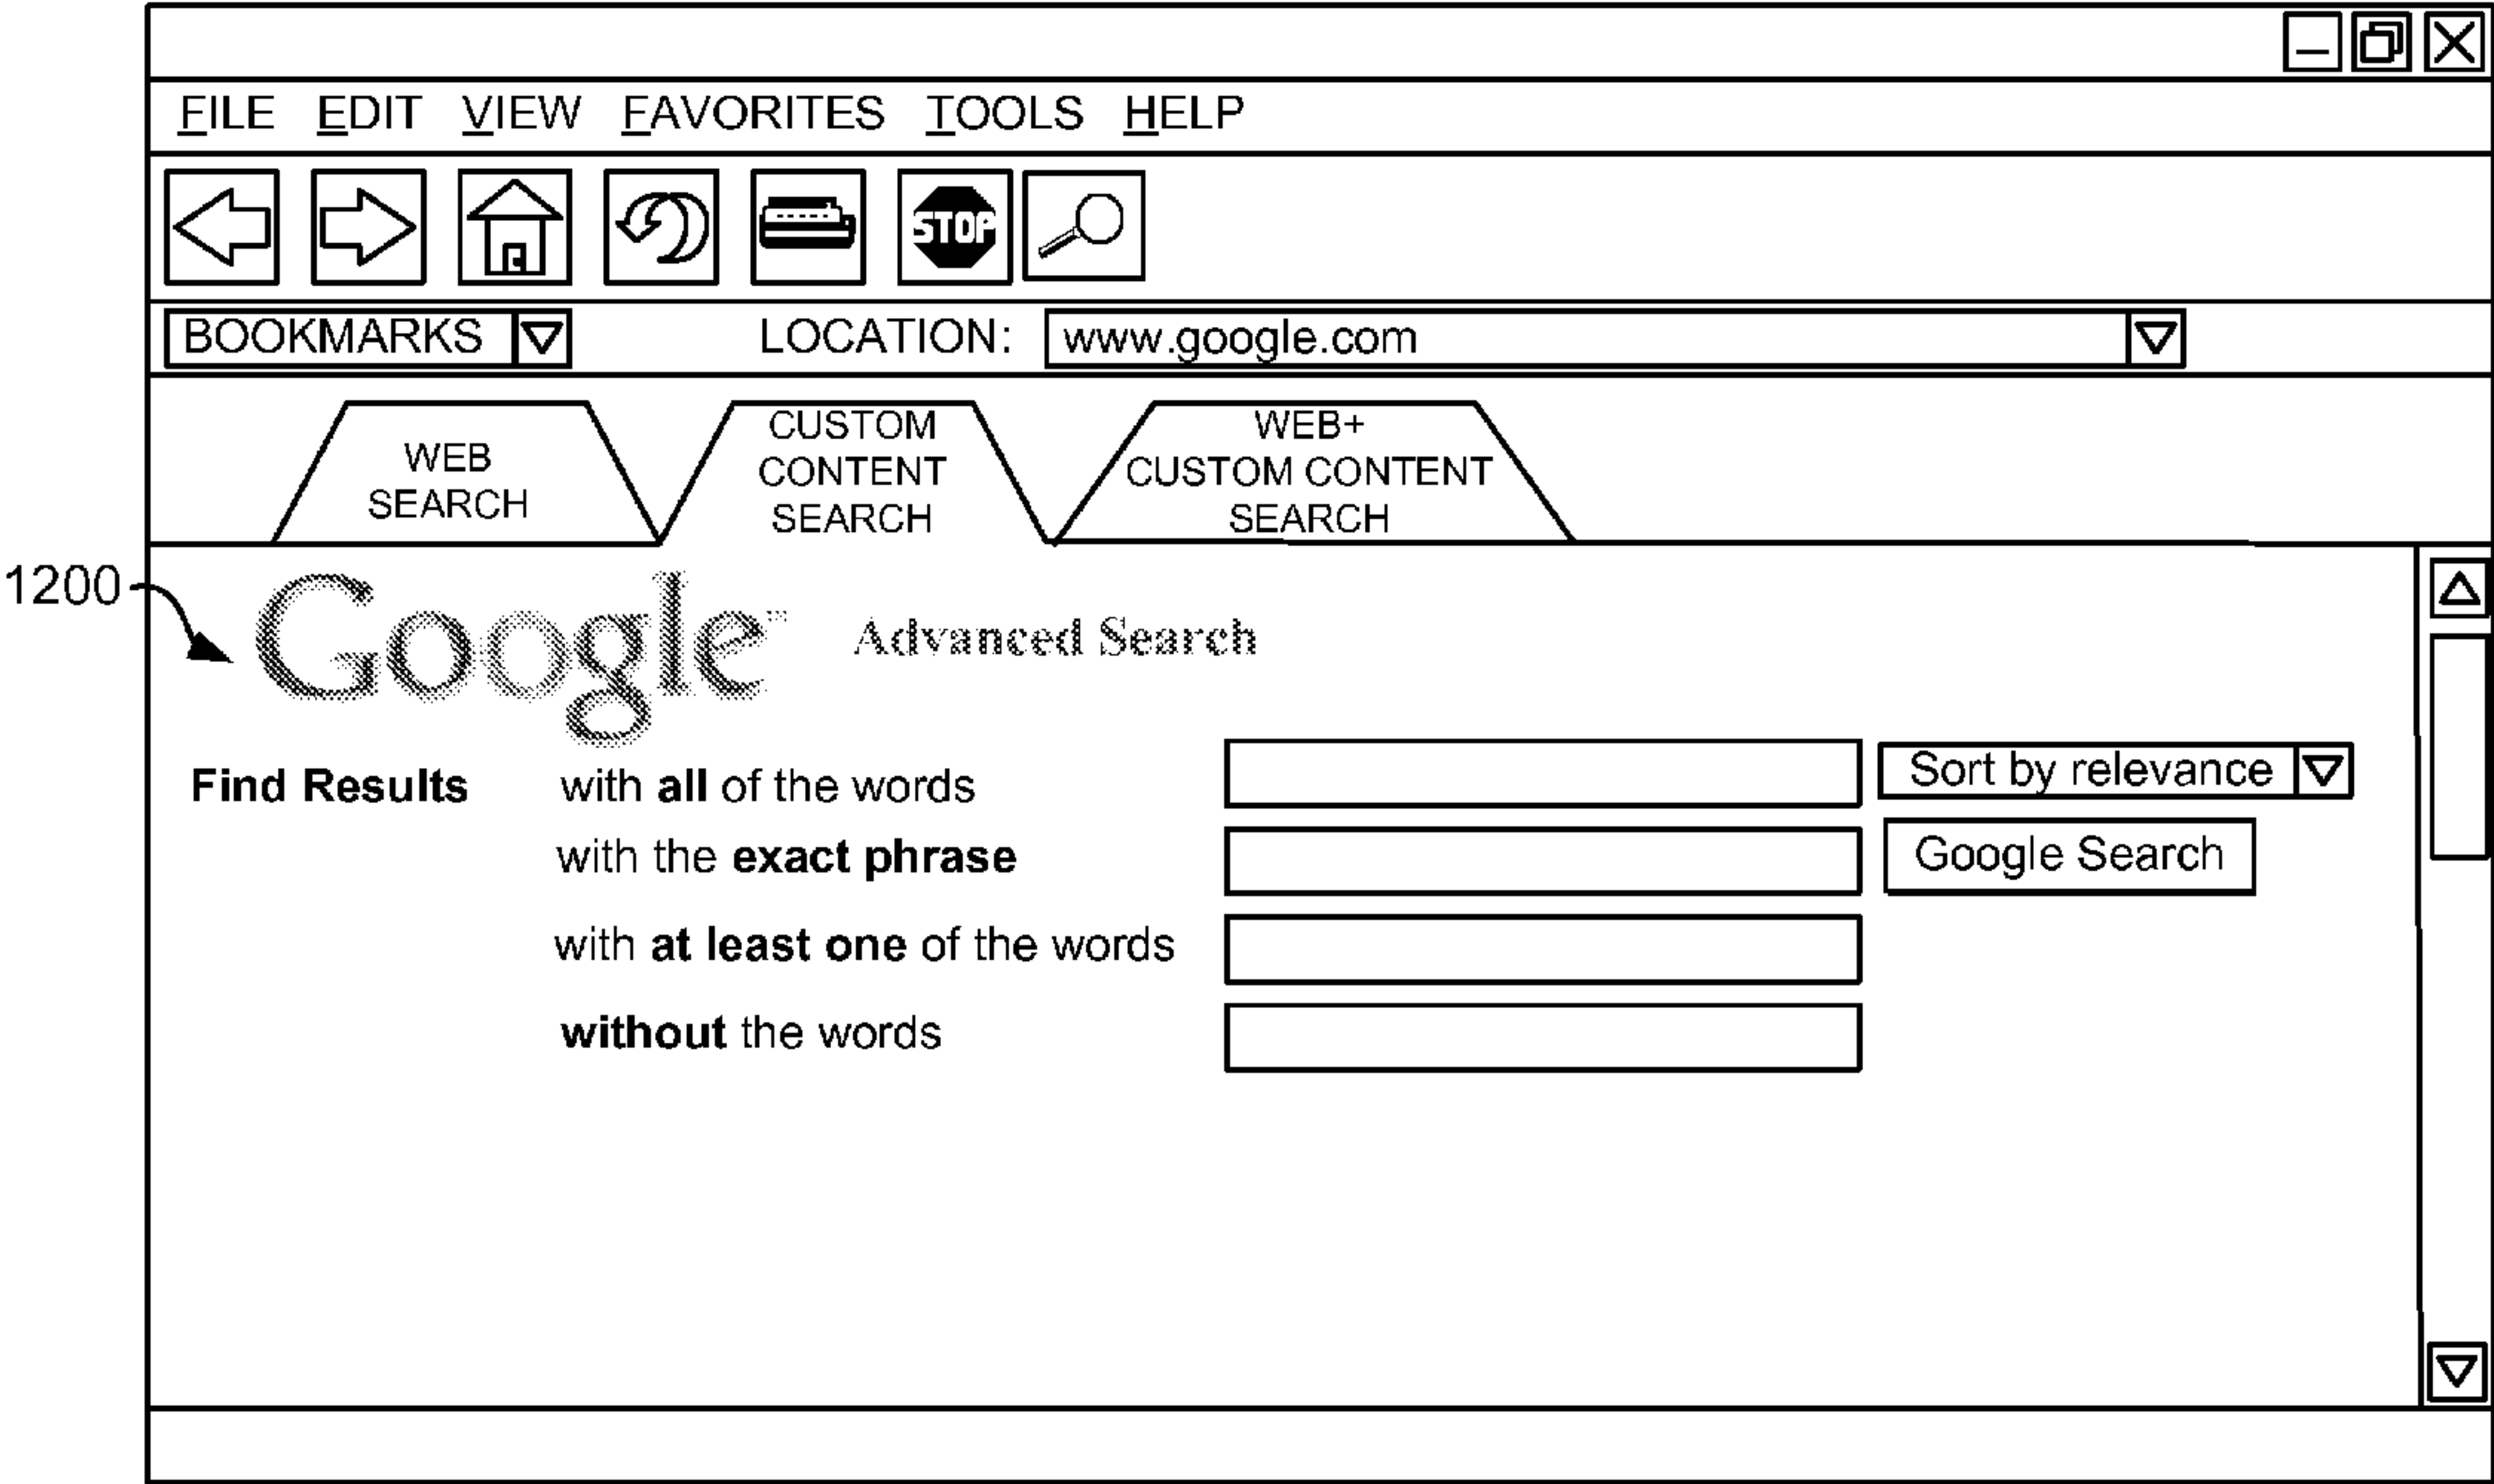 FILE EDIT VIEW FAVORITES TOOLS HELP
STOP
BOOKMARKS LOCATION: www.google.com
WEB
SEARCH
CUSTOM
CONTENT
SEARCH
WEB+
CUSTOM CONTENT
SEARCH
1200
Google™ Advanced Search
Find Results with all of the words Sort by relevance
with the exact phrase Google Search
with at least one of the words
without the words